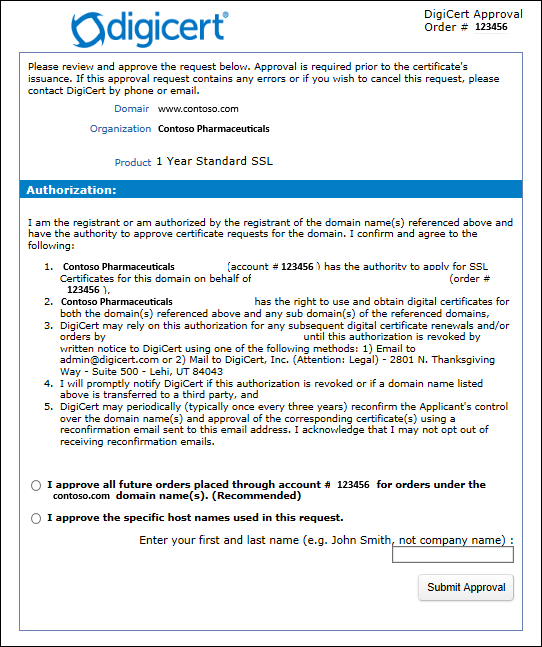 digicert®
DigiCert Approval
Order # 123456
Please review and approve the request below. Approval is required prior to the certificate's
issuance. If this approval request contains any errors or if you wish to cancel this request, please
contact DigiCert by phone or email.
Domain www.contoso.com
Organization Contoso Pharmaceuticals
Product 1 Year Standard SSL
Authorization:
I am the registrant or am authorized by the registrant of the domain name(s) referenced above and
have the authority to approve certificate requests for the domain. I confirm and agree to the
following:
1. Contoso Pharmaceuticals (account # 123456 ) has the authority to apply for SSL
Certificates for this domain on behalf of (order #
123456 ),
2. Contoso Pharmaceuticals has the right to use and obtain digital certificates for
both the domain(s) referenced above and any sub domain(s) of the referenced domains,
3. DigiCert may rely on this authorization for any subsequent digital certificate renewals and/or
orders by until this authorization is revoked by
written notice to DigiCert using one of the following methods: 1) Email to
admin@digicert.com or 2) Mail to DigiCert, Inc. (Attention: Legal) - 2801 N. Thanksgiving
Way - Suite 500 - Lehi, UT 84043
4. I will promptly notify DigiCert if this authorization is revoked or if a domain name listed
above is transferred to a third party, and
5. DigiCert may periodically (typically once every three years) reconfirm the Applicant's control
over the domain name(s) and approval of the corresponding certificate(s) using a
reconfirmation email sent to this email address. I acknowledge that I may not opt out of
receiving reconfirmation emails.
I approve all future orders placed through account # 123456 for orders under the
contoso.com domain name(s). (Recommended)
I approve the specific host names used in this request.
Enter your first and last name (e.g. John Smith, not company name) :
Submit Approval